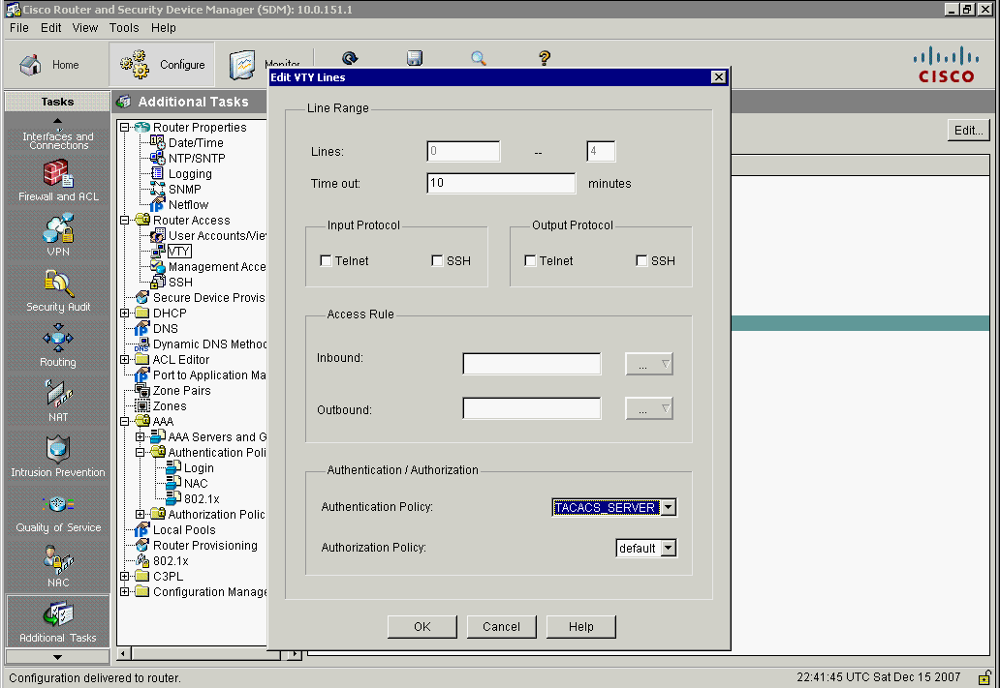 Cisco Router and Security Device Manager (SDM): 10.0.151.1
File Edit View Tools Help
Home
Configure
Monitor
CISCO
Tasks
Additional Tasks
Edit...
Interfaces and
Connections
Firewall and ACL
VPN
Security Audit
Routing
NAT
Intrusion Prevention
Quality of Service
NAC
Additional Tasks
Router Properties
Date/Time
NTP/SNTP
Logging
SNMP
Netflow
Router Access
User Accounts/Vie
VTY
Management Acce
SSH
Secure Device Provis
DHCP
DNS
Dynamic DNS Methoc
ACL Editor
Port to Application Ma
Zone Pairs
Zones
AAA
AAA Servers and G
Authentication Poli
Login
NAC
802.1x
Authorization Polic
Local Pools
Router Provisioning
802.1x
C3PL
Configuration Manage
Edit VTY Lines
Line Range
Lines: 0 -- 4
Time out: 10 minutes
Input Protocol
Telnet SSH
Output Protocol
Telnet SSH
Access Rule
Inbound: ...
Outbound: ...
Authentication / Authorization
Authentication Policy: TACACS_SERVER
Authorization Policy: default
OK Cancel Help
Configuration delivered to router.
22:41:45 UTC Sat Dec 15 2007